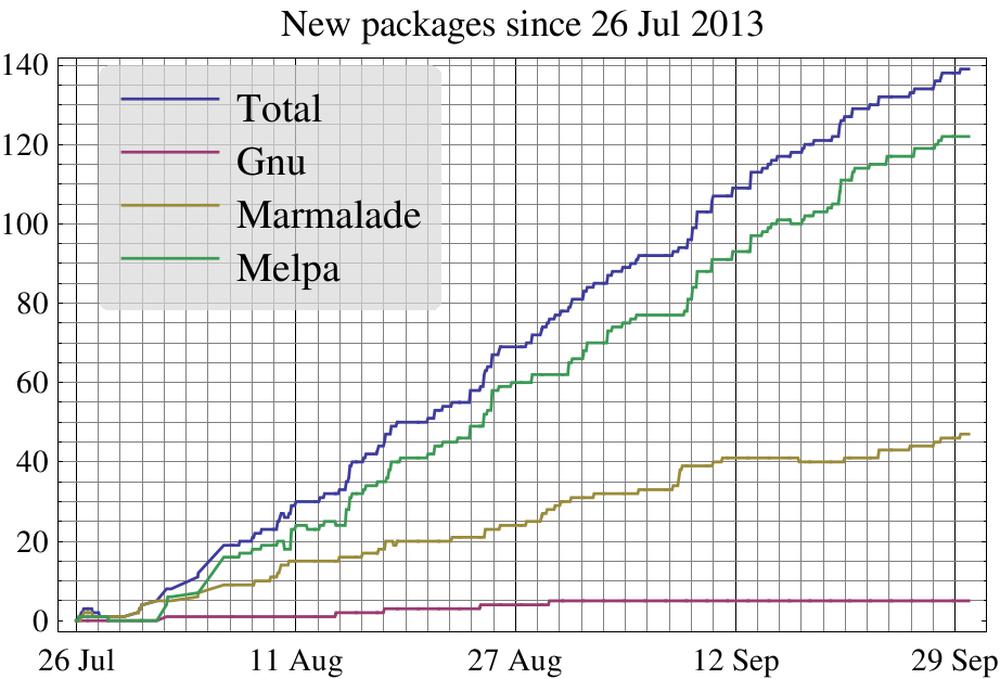 New packages since 26 Jul 2013
140
120
100
80
60
40
20
0
Total
Gnu
Marmalade
Melpa
26 Jul 11 Aug 27 Aug 12 Sep 29 Sep